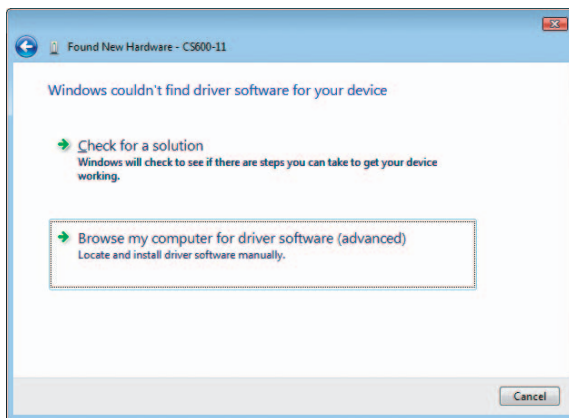 Found New Hardware - CS600-11
Windows couldn't find driver software for your device
Check for a solution
Windows will check to see if there are steps you can take to get your device
working.
Browse my computer for driver software (advanced)
Locate and install driver software manually.
Cancel